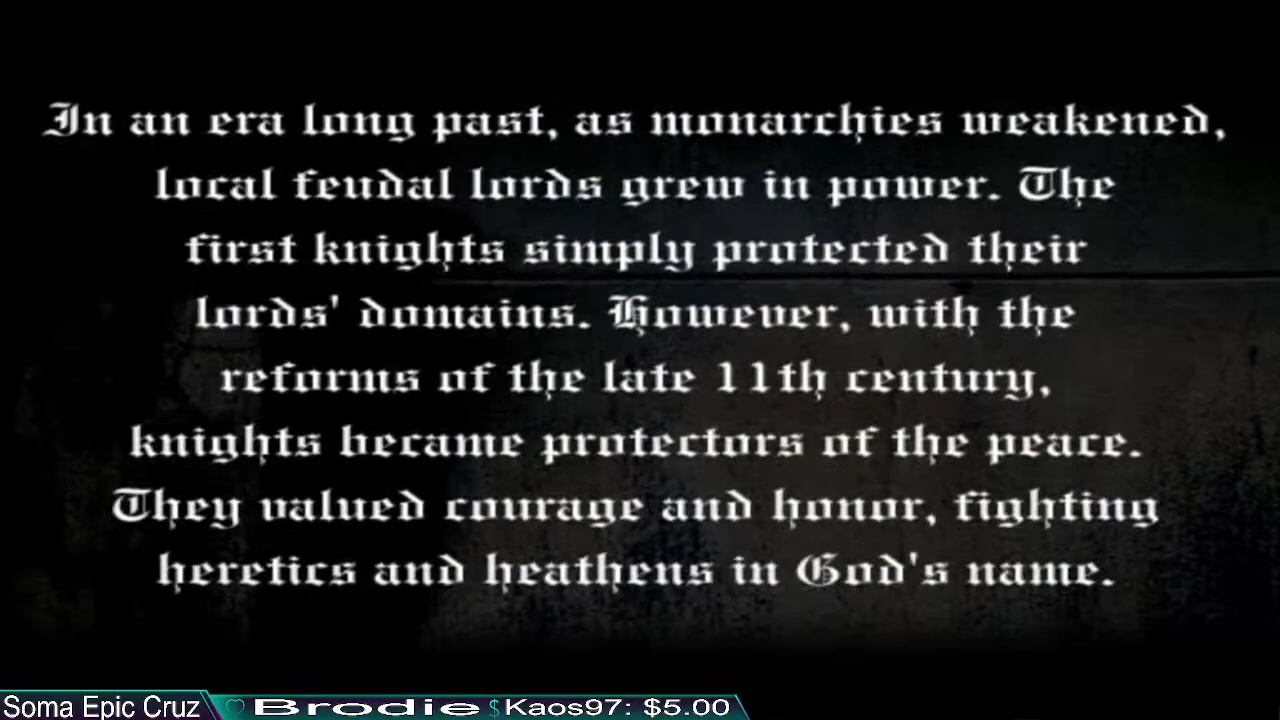 In an era long past, as monarchies weakened,
local feudal lords grew in power. The
first knights simply protected their
lords' domains. However, with the
reforms of the late 11th century,
knights became protectors of the peace.
They valued courage and honor, fighting
heretics and heathens in God's name.
Soma Epic Cruz ♡ Brodie $ Kaos97: $5.00